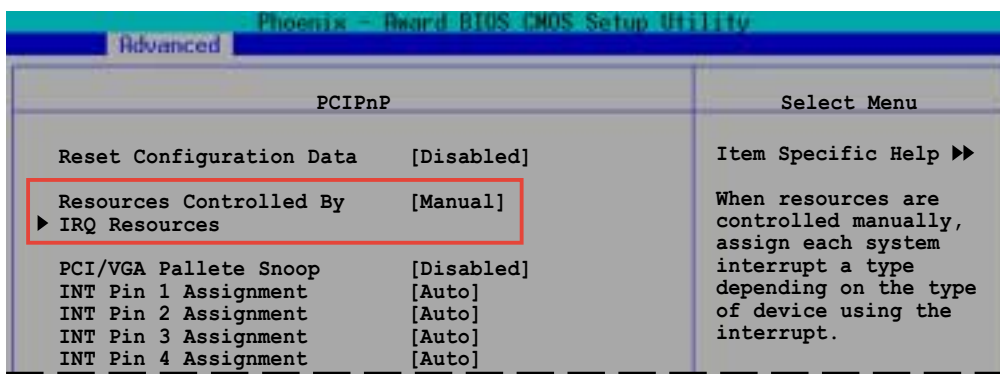 Phoenix - Award BIOS CMOS Setup Utility
Advanced
PCIPnP
Reset Configuration Data [Disabled]
Resources Controlled By [Manual]
▶ IRQ Resources
PCI/VGA Pallete Snoop [Disabled]
INT Pin 1 Assignment [Auto]
INT Pin 2 Assignment [Auto]
INT Pin 3 Assignment [Auto]
INT Pin 4 Assignment [Auto]
Select Menu
Item Specific Help ▶▶
When resources are
controlled manually,
assign each system
interrupt a type
depending on the type
of device using the
interrupt.